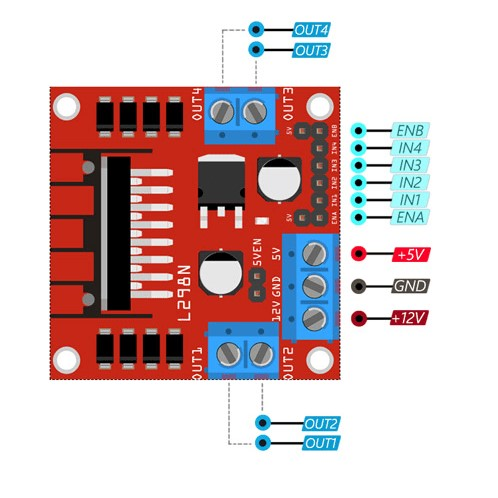 OUT4
OUT3
OUT4
OUT3
5V
ENB
IN4
IN3
IN2
IN1
5V
ENA
ENB
IN4
IN3
IN2
IN1
ENA
5VEN
5V
GND
12V
+5V
GND
+12V
L298N
OUT1
OUT2
OUT2
OUT1